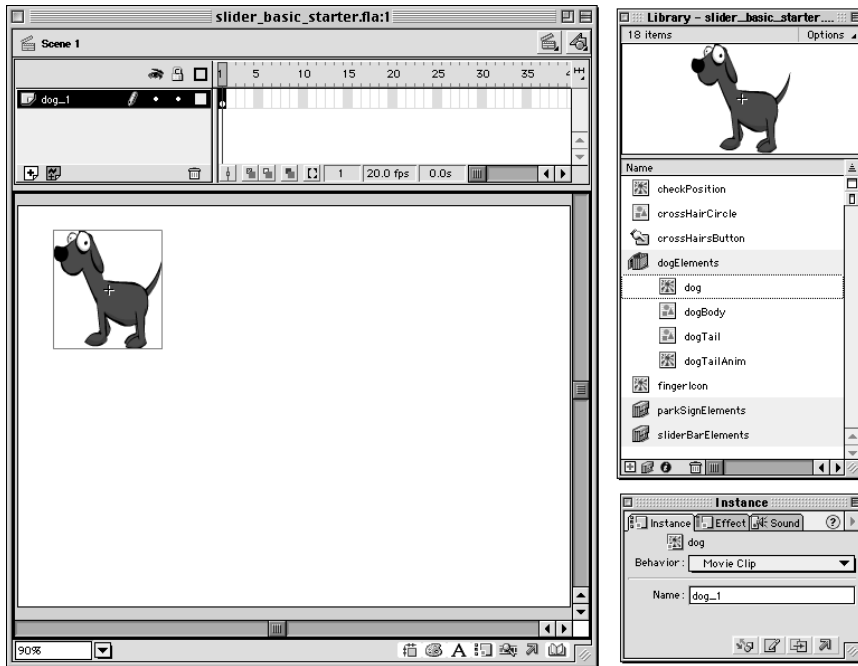 slider_basic_starter.fla:1
Scene 1
1 5 10 15 20 25 30 35 4
dog_1
1 20.0 fps 0.0s
90%
A
Library - slider_basic_starter....
18 items Options
Name
checkPosition
crossHairCircle
crossHairsButton
dogElements
dog
dogBody
dogTail
dogTailAnim
fingerIcon
parkSignElements
sliderBarElements
Instance
Instance Effect Sound ?
dog
Behavior: Movie Clip
Name: dog_1